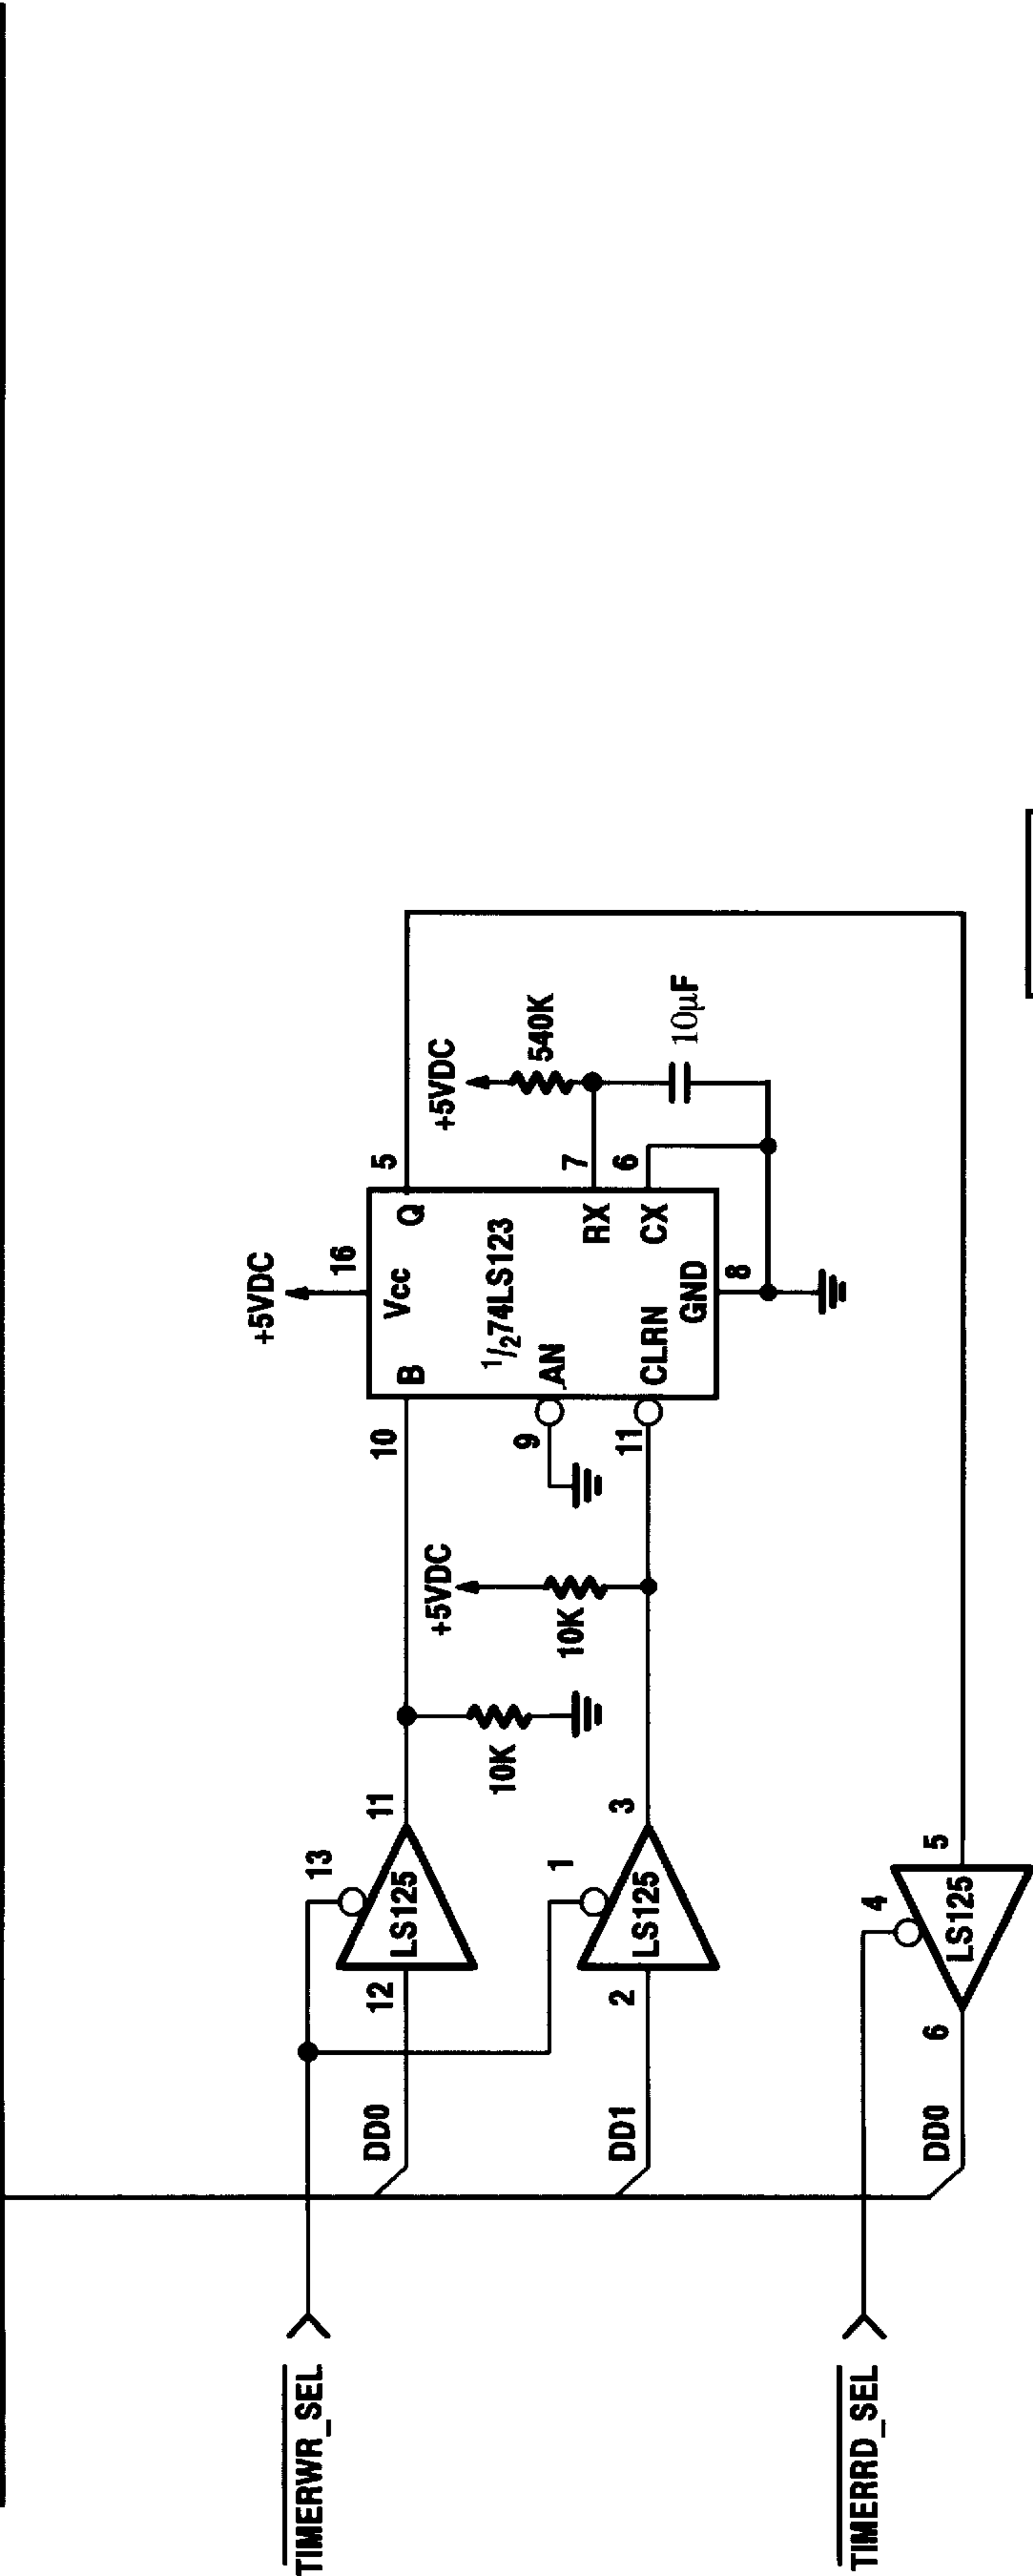 TIMERWR_SEL
DD0
12
13
LS125
11
10K
10
+5VDC
16
Vcc
B
Q
5
1/274LS123
AN
9
RX
7
CLRN
11
CX
6
GND
8
+5VDC
540K
10µF
+5VDC
10K
DD1
2
1
LS125
3
TIMERRD_SEL
DD0
6
4
LS125
5